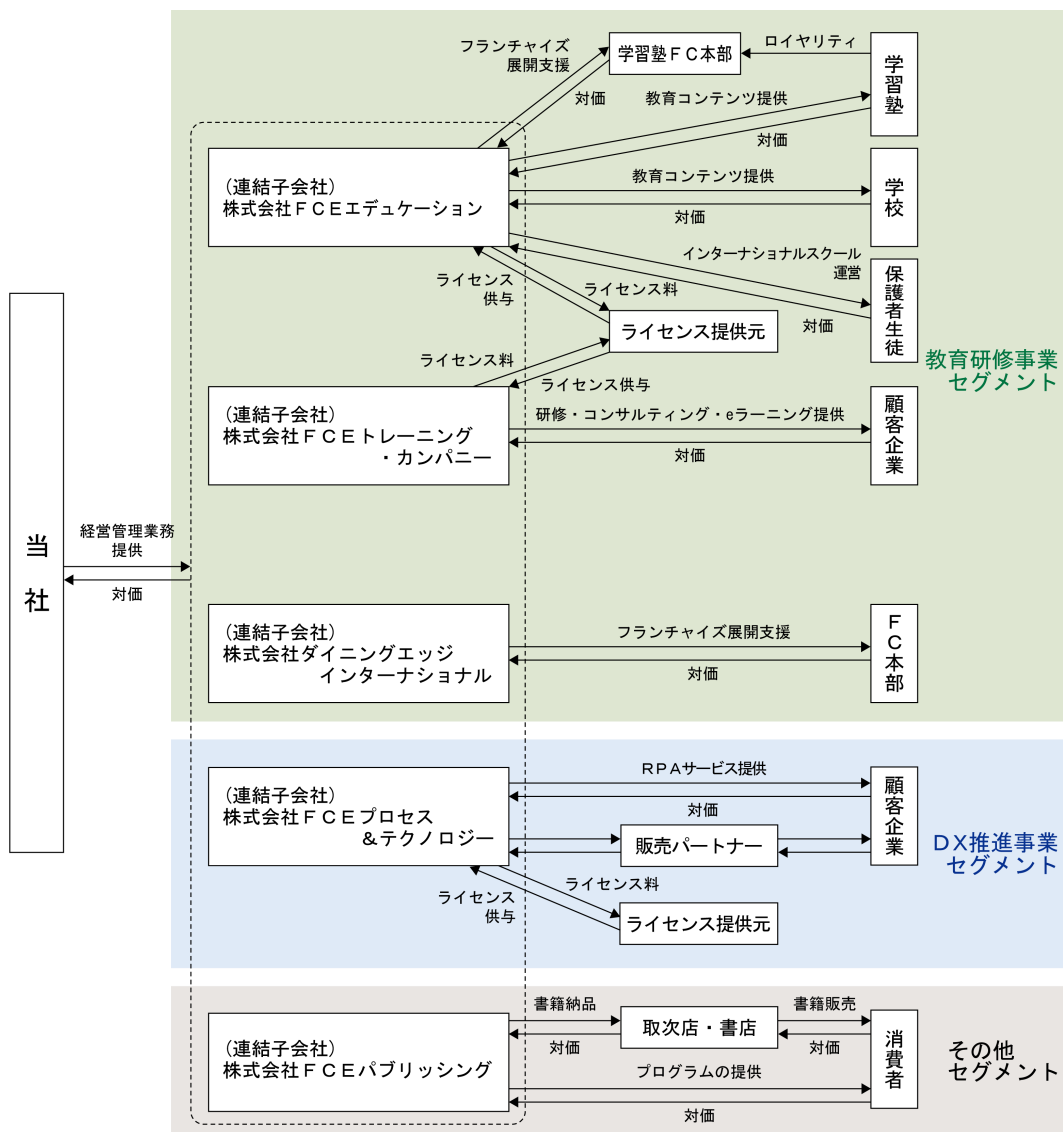 フランチャイズ
展開支援
学習塾ＦＣ本部
ロイヤリティ
学習塾
対価
教育コンテンツ提供
対価
（連結子会社）
株式会社ＦＣＥエデュケーション
教育コンテンツ提供
対価
学校
インターナショナルスクール
運営
対価
保護者生徒
ライセンス
供与
ライセンス料
ライセンス提供元
ライセンス料
ライセンス供与
教育研修事業
セグメント
（連結子会社）
株式会社ＦＣＥトレーニング
・カンパニー
研修・コンサルティング・eラーニング提供
対価
顧客企業
当社
経営管理業務
提供
対価
（連結子会社）
株式会社ダイニングエッジ
インターナショナル
フランチャイズ展開支援
対価
ＦＣ本部
（連結子会社）
株式会社ＦＣＥプロセス
＆テクノロジー
ＲＰＡサービス提供
対価
販売パートナー
顧客企業
ライセンス
供与
ライセンス料
ライセンス提供元
ＤＸ推進事業
セグメント
（連結子会社）
株式会社ＦＣＥパブリッシング
書籍納品
対価
取次店・書店
書籍販売
対価
プログラムの提供
対価
消費者
その他
セグメント